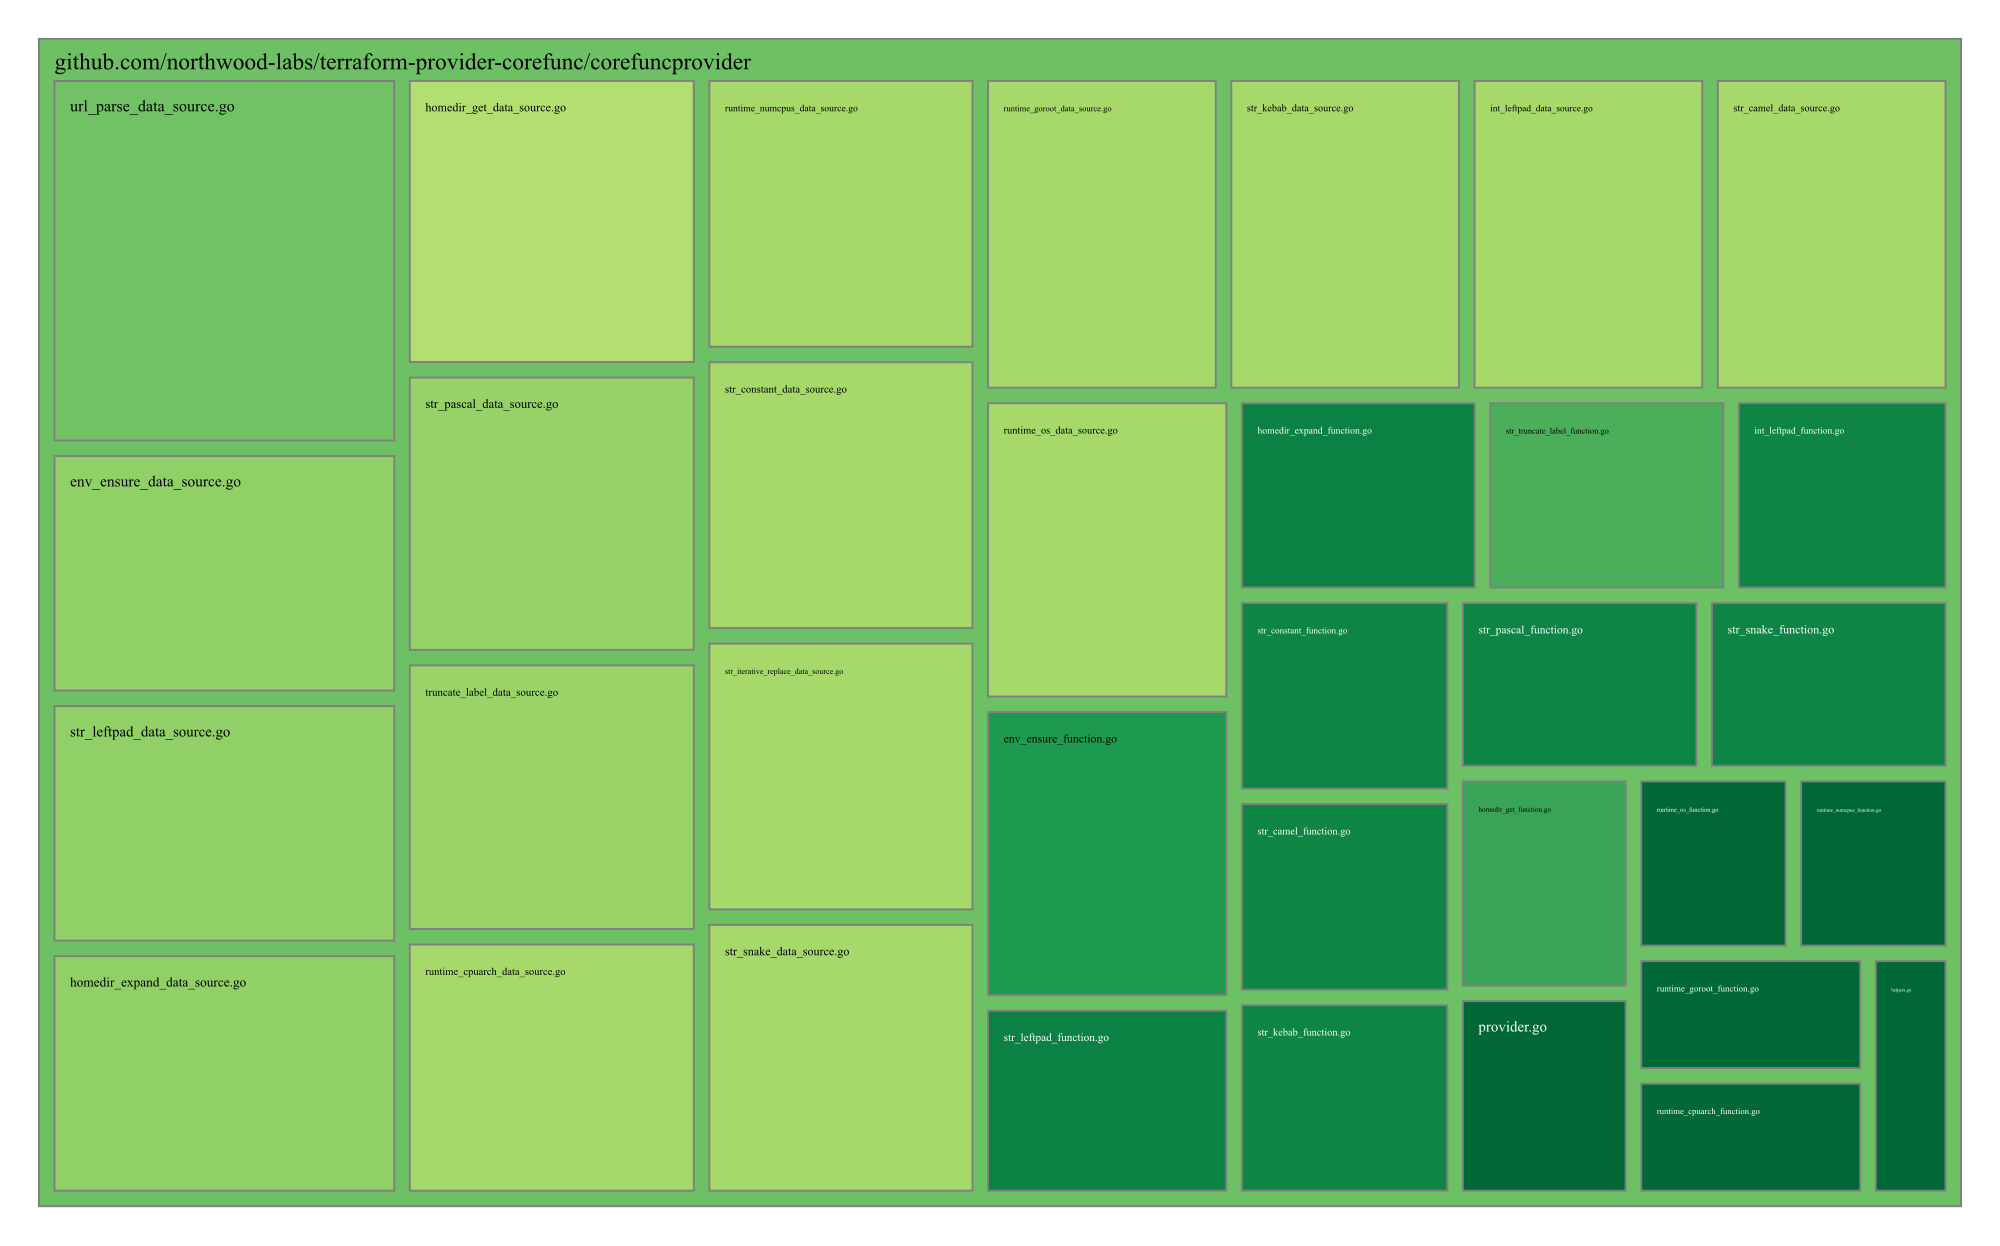 github.com/northwood-labs/terraform-provider-corefunc/corefuncprovider
url_parse_data_source.go
env_ensure_data_source.go
str_leftpad_data_source.go
homedir_expand_data_source.go
homedir_get_data_source.go
str_pascal_data_source.go
truncate_label_data_source.go
runtime_cpuarch_data_source.go
runtime_numcpus_data_source.go
str_constant_data_source.go
str_iterative_replace_data_source.go
str_snake_data_source.go
runtime_goroot_data_source.go
str_kebab_data_source.go
int_leftpad_data_source.go
str_camel_data_source.go
runtime_os_data_source.go
env_ensure_function.go
str_leftpad_function.go
homedir_expand_function.go
str_truncate_label_function.go
int_leftpad_function.go
str_constant_function.go
str_camel_function.go
str_kebab_function.go
str_pascal_function.go
str_snake_function.go
homedir_get_function.go
provider.go
runtime_os_function.go
runtime_numcpus_function.go
runtime_goroot_function.go
runtime_cpuarch_function.go
helpers.go